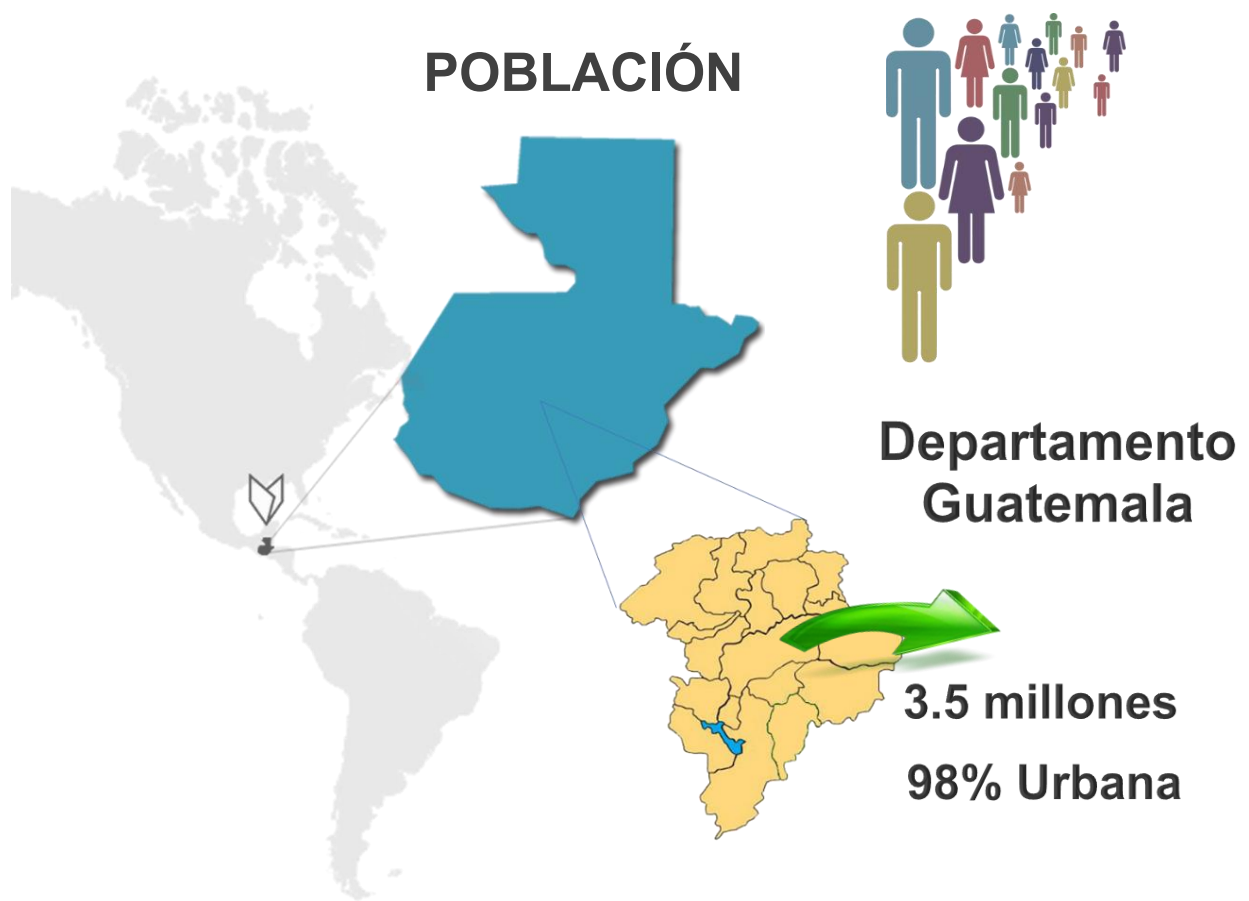 POBLACIÓN
Departamento
Guatemala
3.5 millones
98% Urbana